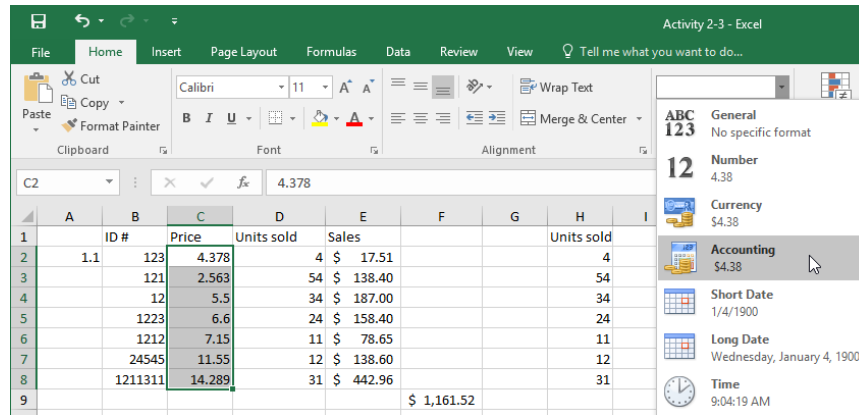 Activity 2-3 - Excel
File Home Insert Page Layout Formulas Data Review View Tell me what you want to do...
Cut
Copy
Format Painter
Paste
Clipboard
Calibri 11 A A
B I U A
Font
Wrap Text
Merge & Center
Alignment
C2 fx 4.378
A B C D E F G H I
1 ID # Price Units sold Sales Units sold
2 1.1 123 4.378 4 $ 17.51 4
3 121 2.563 54 $ 138.40 54
4 12 5.5 34 $ 187.00 34
5 1223 6.6 24 $ 158.40 24
6 1212 7.15 11 $ 78.65 11
7 24545 11.55 12 $ 138.60 12
8 1211311 14.289 31 $ 442.96 31
9 $ 1,161.52
ABC
123
General
No specific format
12
Number
4.38
Currency
$4.38
Accounting
$4.38
Short Date
1/4/1900
Long Date
Wednesday, January 4, 1900
Time
9:04:19 AM